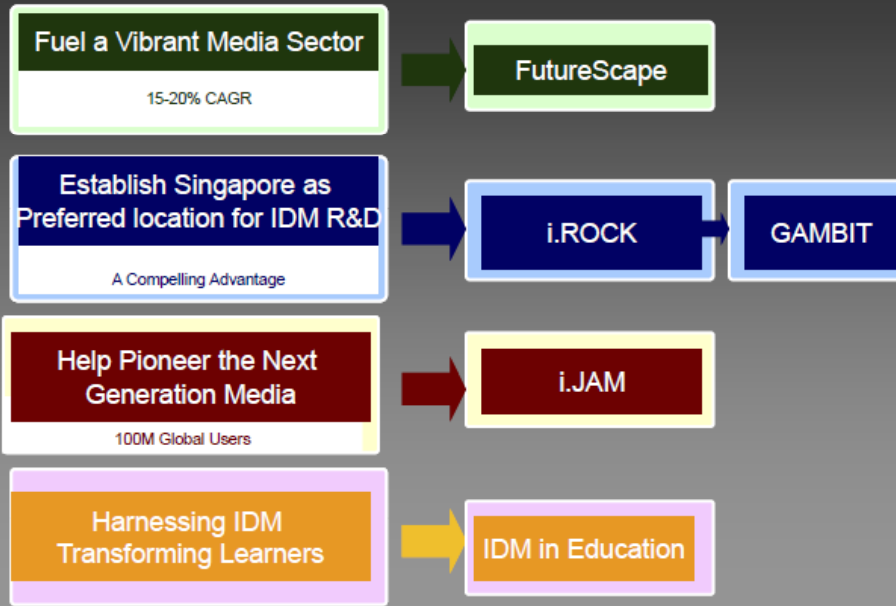 Fuel a Vibrant Media Sector
15-20% CAGR
FutureScape
Establish Singapore as
Preferred location for IDM R&D
A Compelling Advantage
i.ROCK
GAMBIT
Help Pioneer the Next
Generation Media
100M Global Users
i.JAM
Harnessing IDM
Transforming Learners
IDM in Education